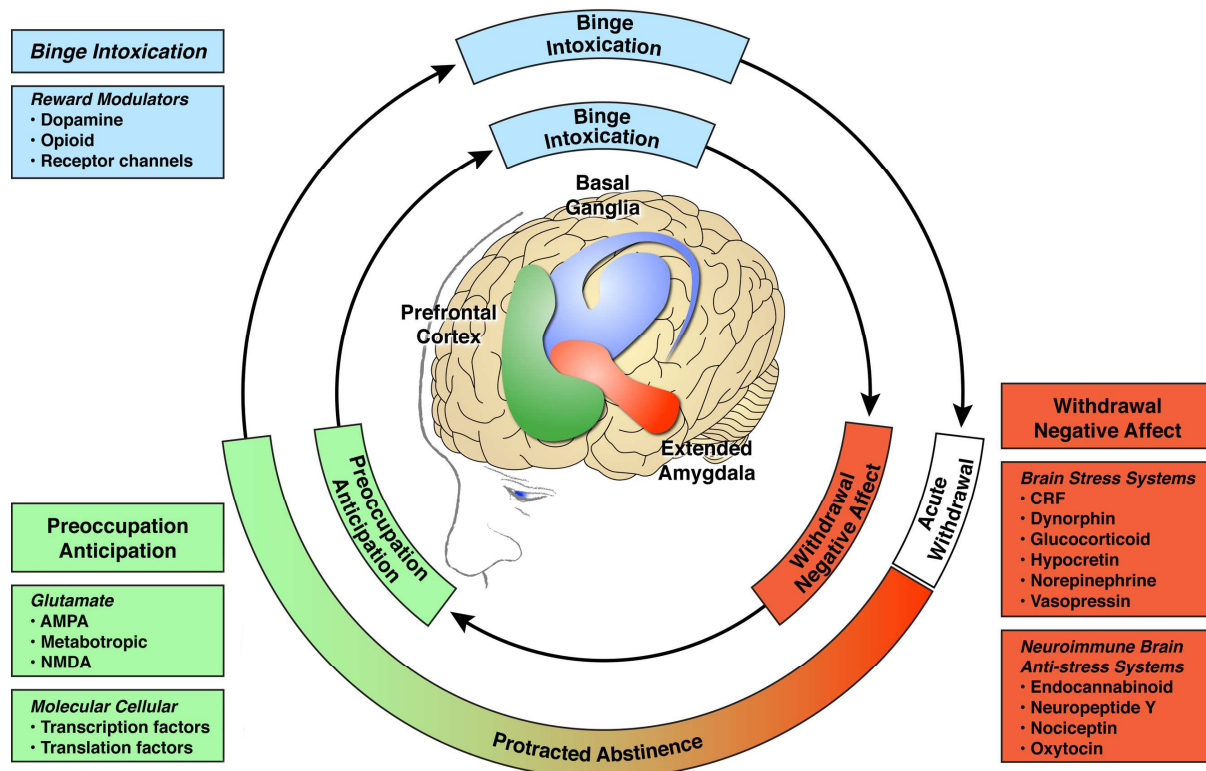 Binge Intoxication
Reward Modulators
• Dopamine
• Opioid
• Receptor channels
Binge
Intoxication
Binge
Intoxication
Basal
Ganglia
Prefrontal
Cortex
Extended
Amygdala
Preoccupation
Anticipation
Withdrawal
Negative Affect
Acute
Withdrawal
Protracted Abstinence
Preoccupation
Anticipation
Glutamate
• AMPA
• Metabotropic
• NMDA
Molecular Cellular
• Transcription factors
• Translation factors
Withdrawal
Negative Affect
Brain Stress Systems
• CRF
• Dynorphin
• Glucocorticoid
• Hypocretin
• Norepinephrine
• Vasopressin
Neuroimmune Brain
Anti-stress Systems
• Endocannabinoid
• Neuropeptide Y
• Nociceptin
• Oxytocin